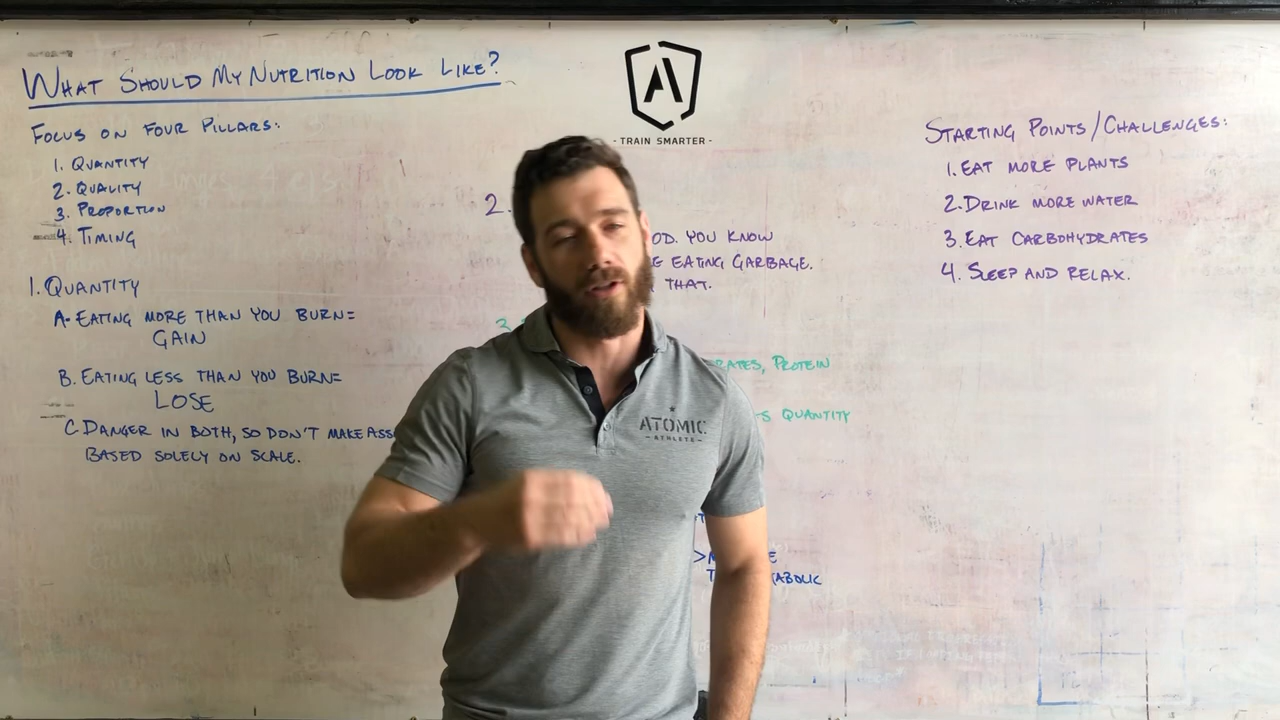 WHAT SHOULD MY NUTRITION LOOK LIKE?
FOCUS ON FOUR PILLARS:
1. QUANTITY
2. QUALITY
3. PROPORTION
4. TIMING
1. QUANTITY
A. EATING MORE THAN YOU BURN=
GAIN
B. EATING LESS THAN YOU BURN=
LOSE
C. DANGER IN BOTH, SO DON'T MAKE ASS
BASED SOLELY ON SCALE.
- TRAIN SMARTER -
2.
OD. YOU KNOW
EATING GARBAGE.
THAT.
3.
RATES, PROTEIN
S QUANTITY
ABOLIC
ATOMIC
- ATHLETE -
STARTING POINTS/CHALLENGES:
1. EAT MORE PLANTS
2. DRINK MORE WATER
3. EAT CARBOHYDRATES
4. SLEEP AND RELAX.